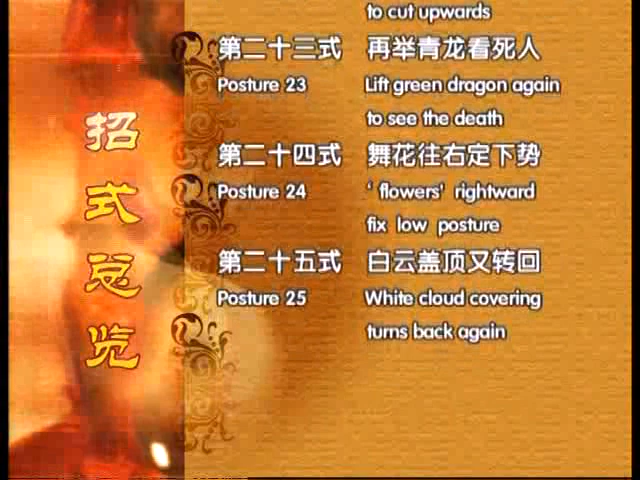 招式总览
to cut upwards
第二十三式 再举青龙看死人
Posture 23 Lift green dragon again
to see the death
第二十四式 舞花往右定下势
Posture 24 ‘ flowers' rightward
fix low posture
第二十五式 白云盖顶又转回
Posture 25 White cloud covering
turns back again